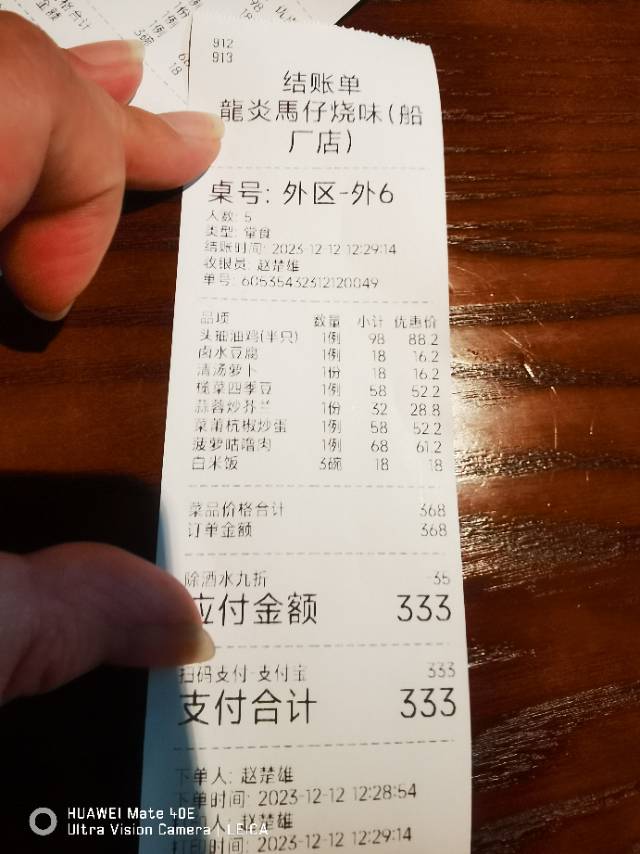 912
913
结账单
龍炎馬仔烧味(船
厂店)
桌号: 外区-外6
人数: 5
类型: 堂食
结账时间: 2023-12-12 12:29:14
收银员: 赵楚雄
单号: 60535432312120049
品项 数量 小计 优惠价
头抽油鸡(半只) 1例 98 88.2
卤水豆腐 1例 18 16.2
清汤萝卜 1份 18 16.2
榄菜四季豆 1例 58 52.2
蒜蓉炒芥兰 1份 32 28.8
菜莆杭椒炒蛋 1例 58 52.2
菠萝咕噜肉 1例 68 61.2
白米饭 3碗 18 18
菜品价格合计 368
订单金额 368
除酒水九折 -35
应付金额 333
扫码支付-支付宝 333
支付合计 333
下单人: 赵楚雄
下单时间: 2023-12-12 12:28:54
人: 赵楚雄
打印时间: 2023-12-12 12:29:14
HUAWEI Mate 40E
Ultra Vision Camera | LEICA